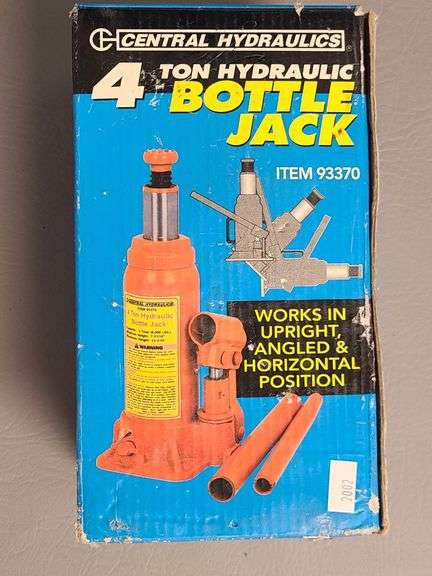 CENTRAL HYDRAULICS
4 TON HYDRAULIC
BOTTLE
JACK
ITEM 93370
WORKS IN
UPRIGHT,
ANGLED &
HORIZONTAL
POSITION
CENTRAL HYDRAULICS
4 Ton Hydraulic
Bottle Jack
WARNING
2002